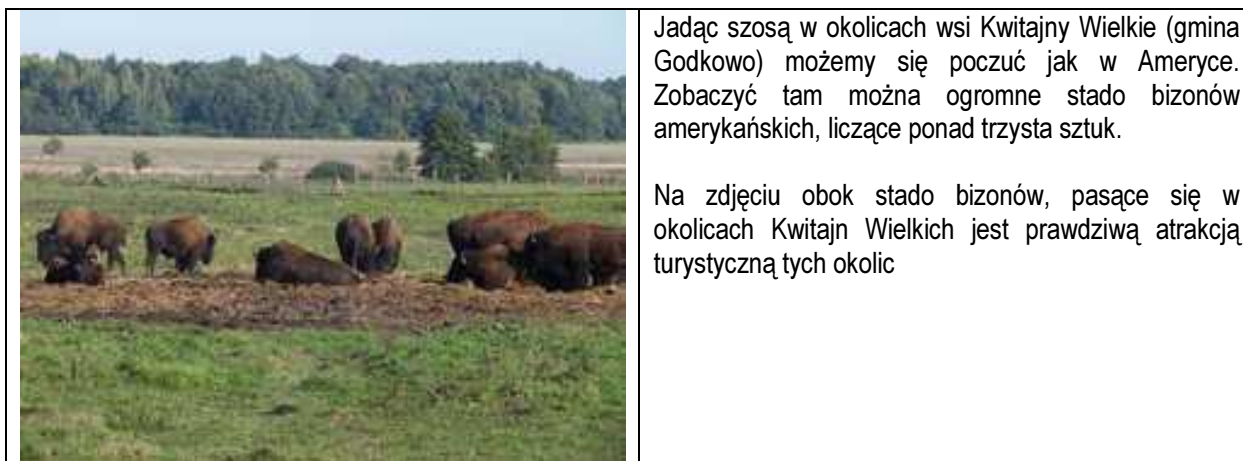 Jadąc szosą w okolicach wsi Kwitajny Wielkie (gmina
Godkowo) możemy się poczuć jak w Ameryce.
Zobaczyć tam można ogromne stado bizonów
amerykańskich, liczące ponad trzysta sztuk.
Na zdjęciu obok stado bizonów, pasące się w
okolicach Kwitajn Wielkich jest prawdziwą atrakcją
turystyczną tych okolic